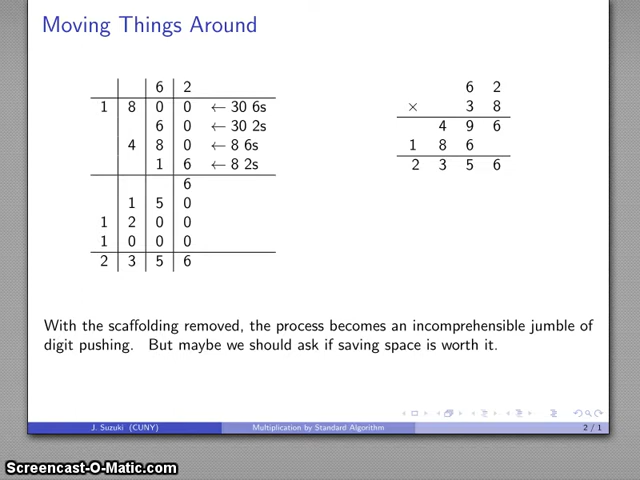 Moving Things Around
6 2
1 8 0 0 ← 30 6s
6 0 ← 30 2s
4 8 0 ← 8 6s
1 6 ← 8 2s
6
1 5 0
1 2 0 0
1 0 0 0
2 3 5 6
6 2
× 3 8
4 9 6
1 8 6
2 3 5 6
With the scaffolding removed, the process becomes an incomprehensible jumble of
digit pushing. But maybe we should ask if saving space is worth it.
J. Suzuki (CUNY) Multiplication by Standard Algorithm 2 / 1
Screencast-O-Matic.com